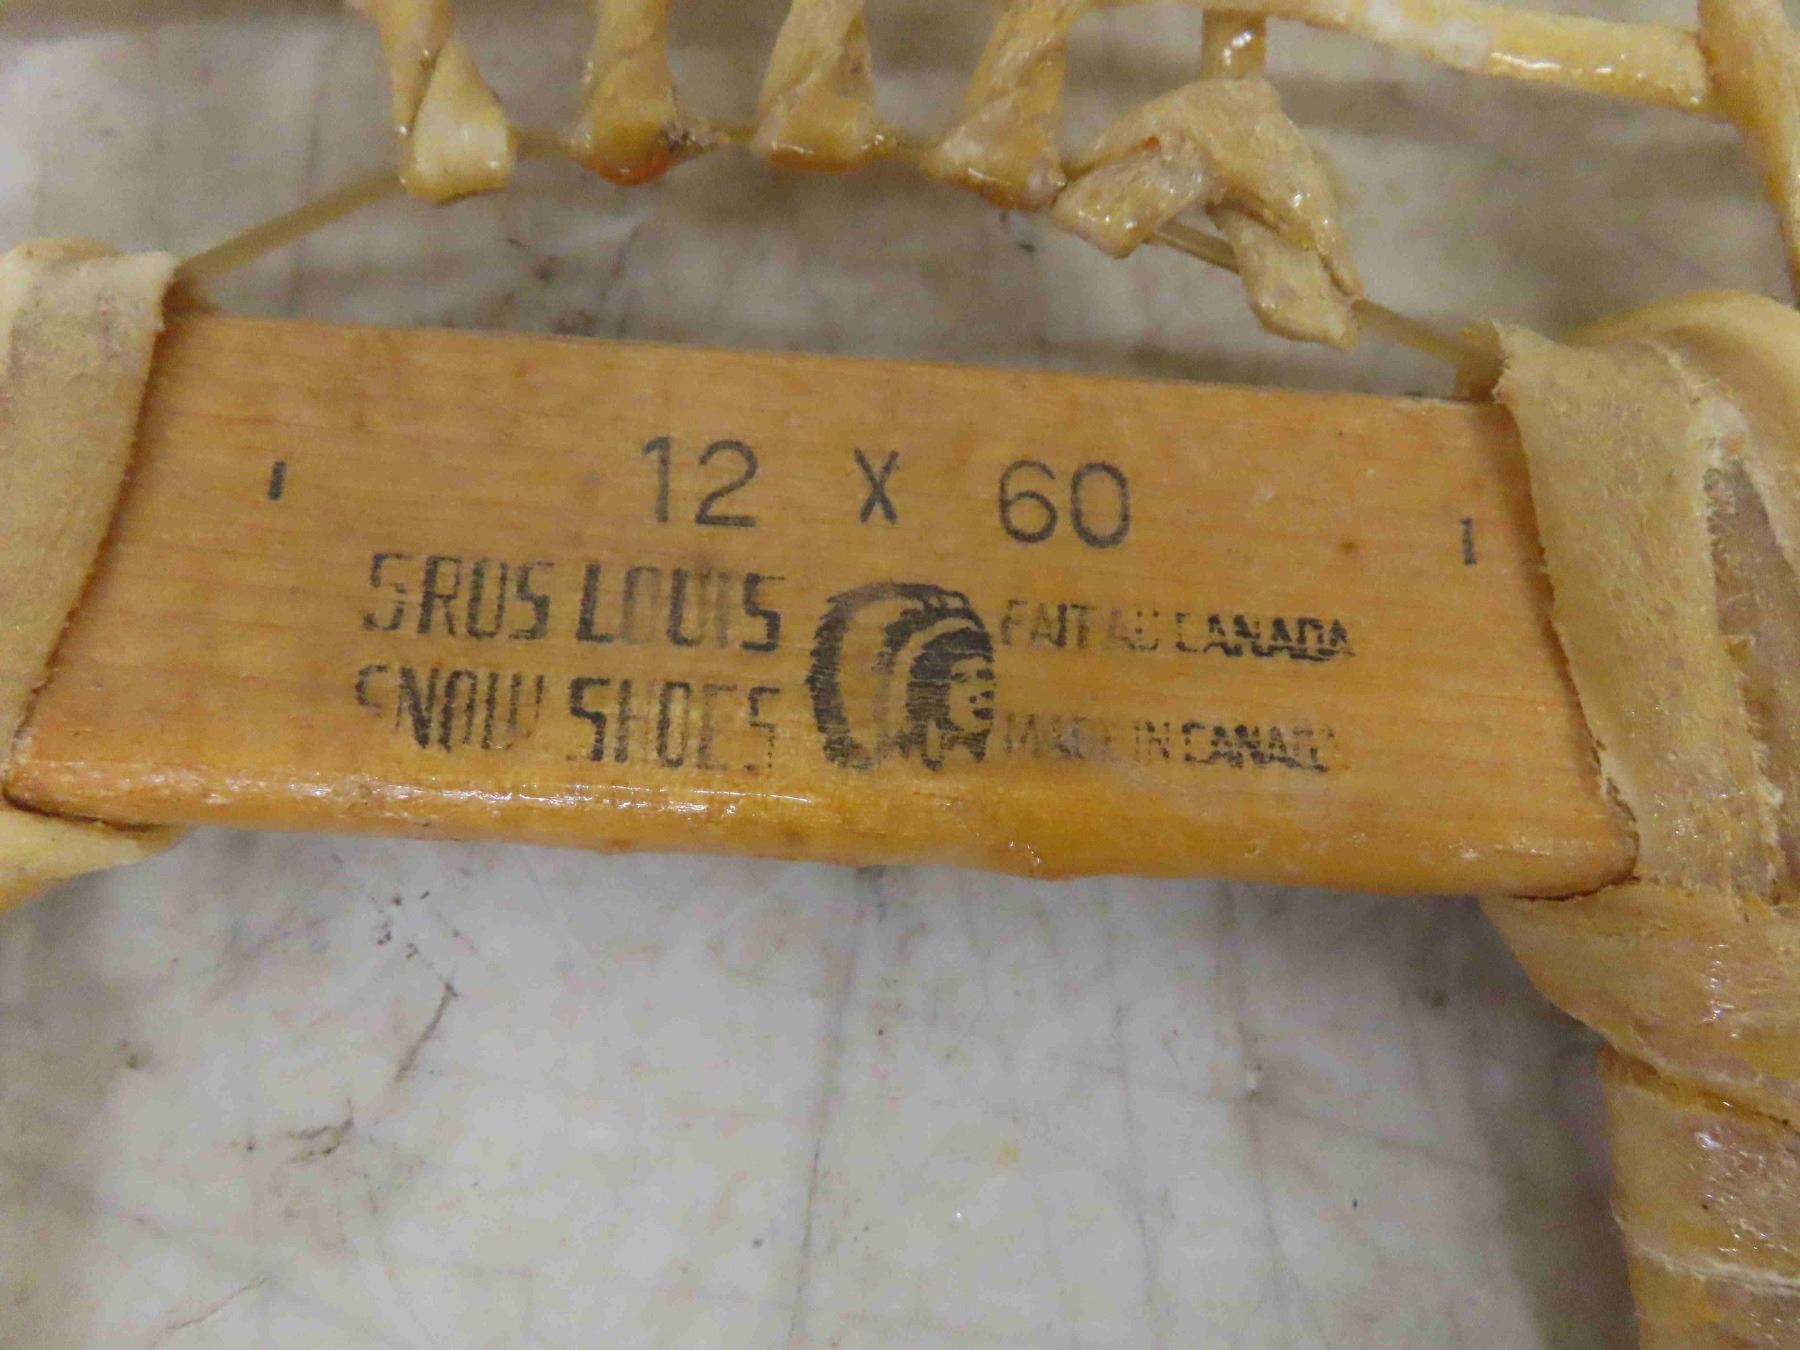 12 X 60
GROS LOUIS
SNOW SHOES
FAIT AU CANADA
MADE IN CANADA